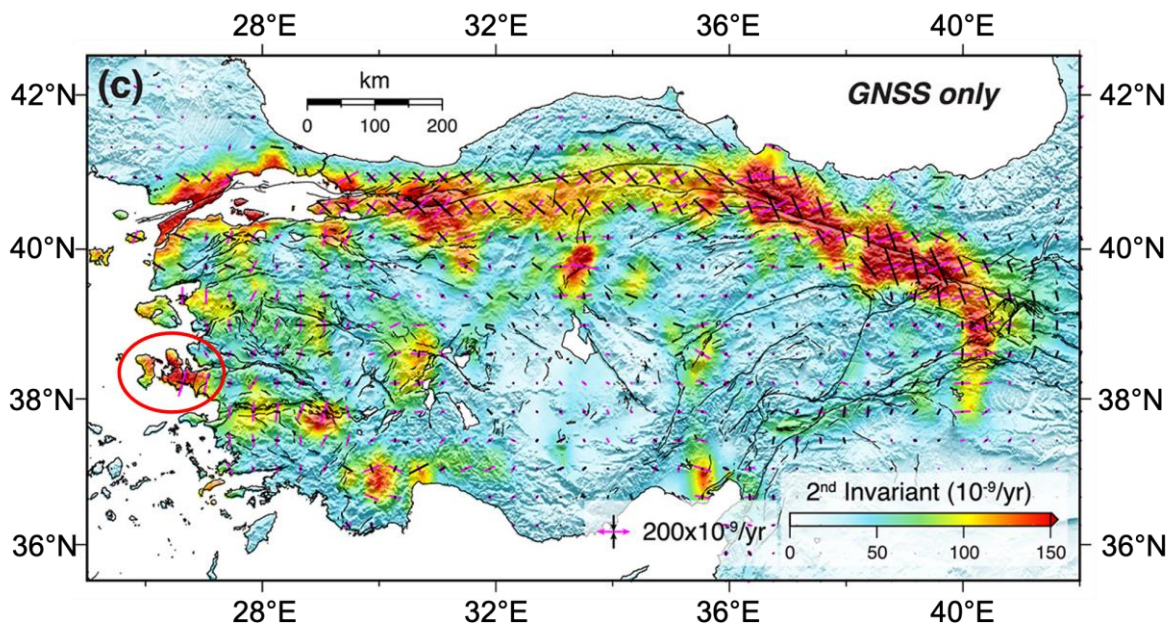 28°E 32°E 36°E 40°E
(c)
km
0 100 200
GNSS only
42°N 42°N
40°N 40°N
38°N 38°N
36°N 36°N
200x10⁻⁹/yr
2ⁿᵈ Invariant (10⁻⁹/yr)
0 50 100 150
28°E 32°E 36°E 40°E